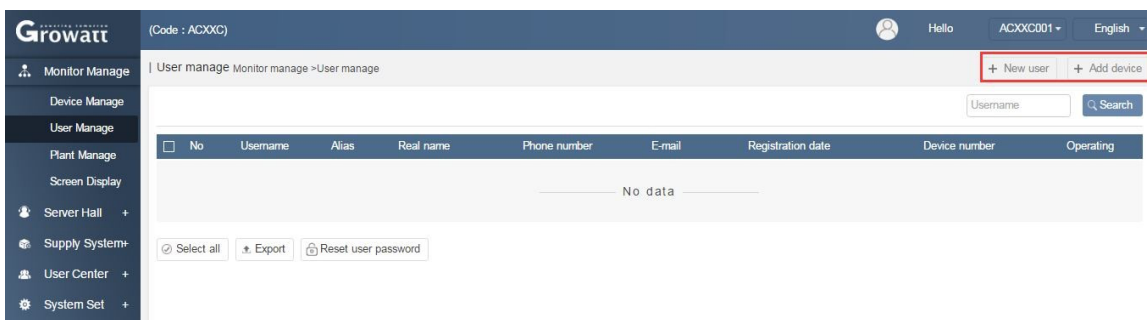 powering tomorrow
Growatt
(Code : ACXXC)
Hello
ACXXC001
English
Monitor Manage
| User manage Monitor manage >User manage
+ New user
+ Add device
Device Manage
Username
Search
User Manage
No Username Alias Real name Phone number E-mail Registration date Device number Operating
Plant Manage
Screen Display
No data
Server Hall +
Supply System+
Select all
Export
Reset user password
User Center +
System Set +